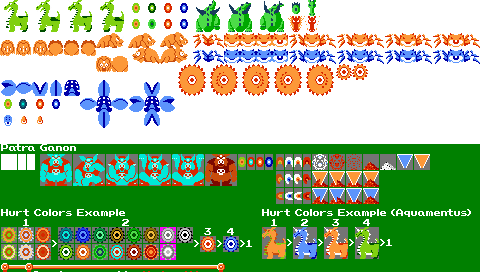 Patra Ganon
Hurt Colors Example
1 2 3 4 1
Hurt Colors Example (Aquamentus)
1 2 3 4 1